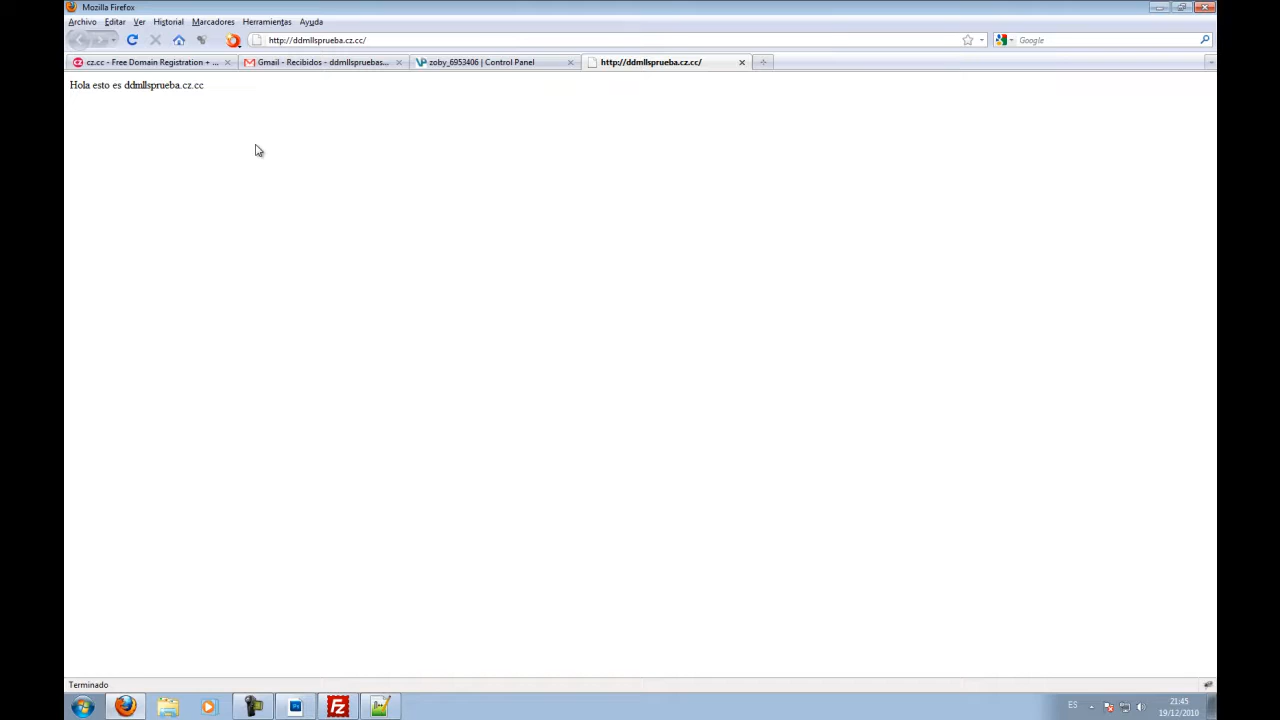 Mozilla Firefox
Archivo Editar Ver Historial Marcadores Herramientas Ayuda
http://ddmllsprueba.cz.cc/ Google
cz.cc - Free Domain Registration + ... Gmail - Recibidos - ddmllspruebas... zoby_6953406 | Control Panel http://ddmllsprueba.cz.cc/
Hola esto es ddmllsprueba.cz.cc
Terminado
ES 21:45
19/12/2010